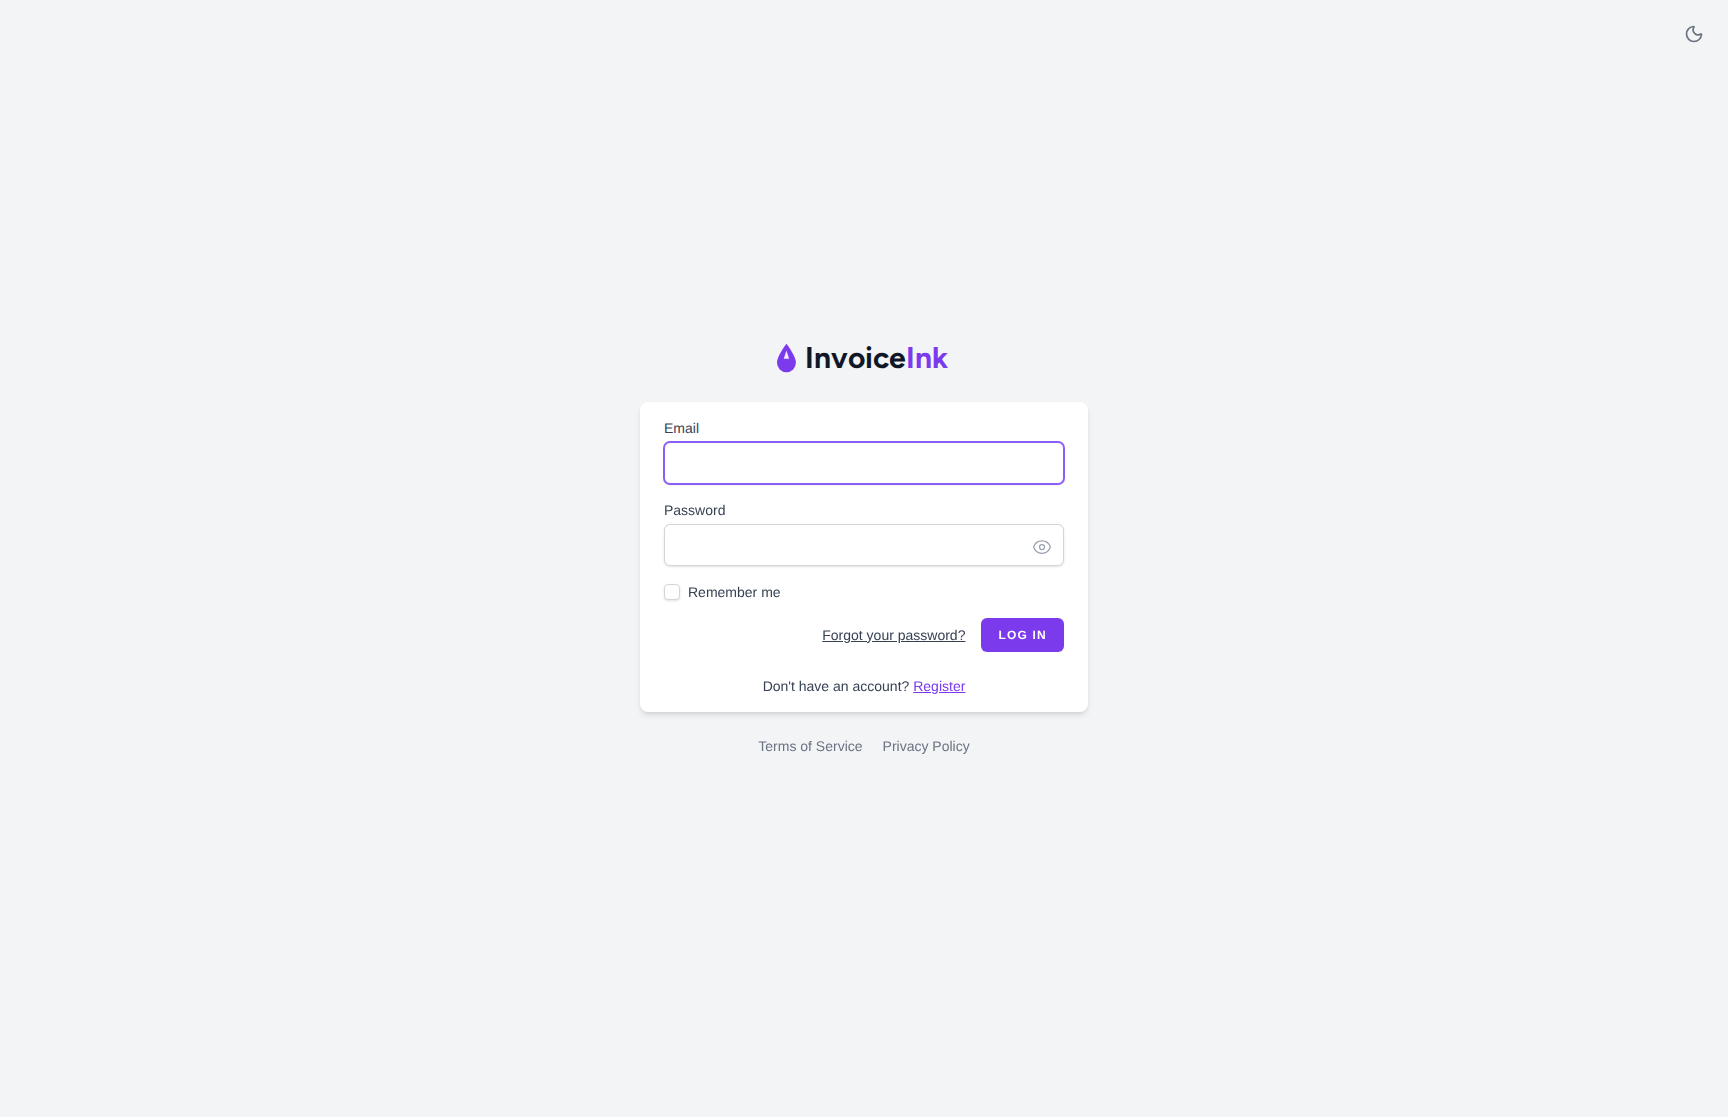 InvoiceInk
Email
Password
Remember me
Forgot your password? LOG IN
Don't have an account? Register
Terms of Service Privacy Policy